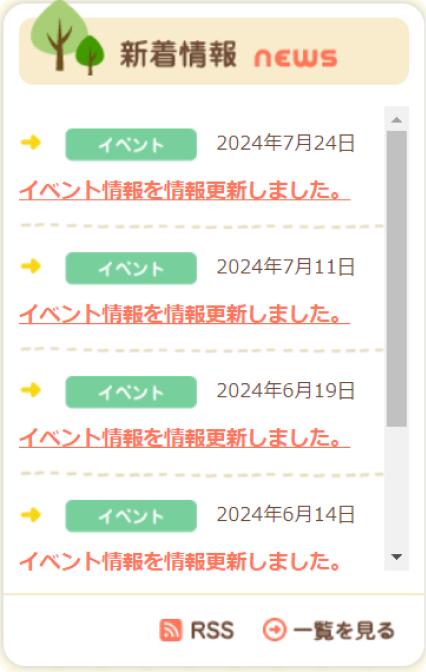 新着情報 NEWS
イベント 2024年7月24日
イベント情報を情報更新しました。
イベント 2024年7月11日
イベント情報を情報更新しました。
イベント 2024年6月19日
イベント情報を情報更新しました。
イベント 2024年6月14日
イベント情報を情報更新しました。
RSS 一覧を見る